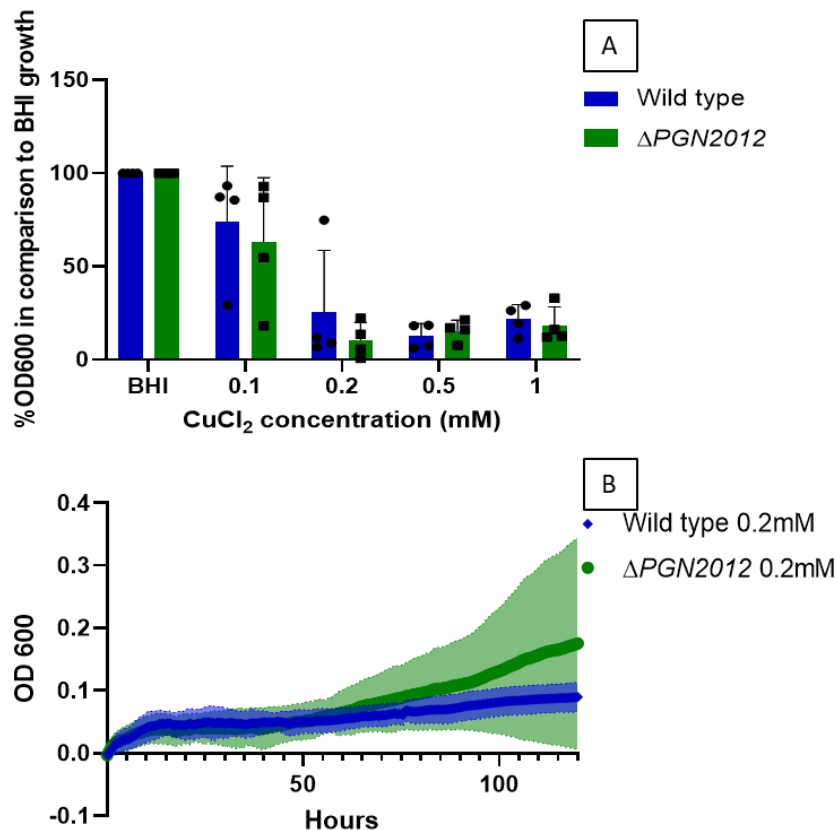 A
%OD600 in comparison to BHI growth
150
100
50
0
Wild type
ΔPGN2012
BHI 0.1 0.2 0.5 1
CuCl₂ concentration (mM)
B
OD 600
0.4
0.3
0.2
0.1
0.0
-0.1
Wild type 0.2mM
ΔPGN2012 0.2mM
50 100
Hours